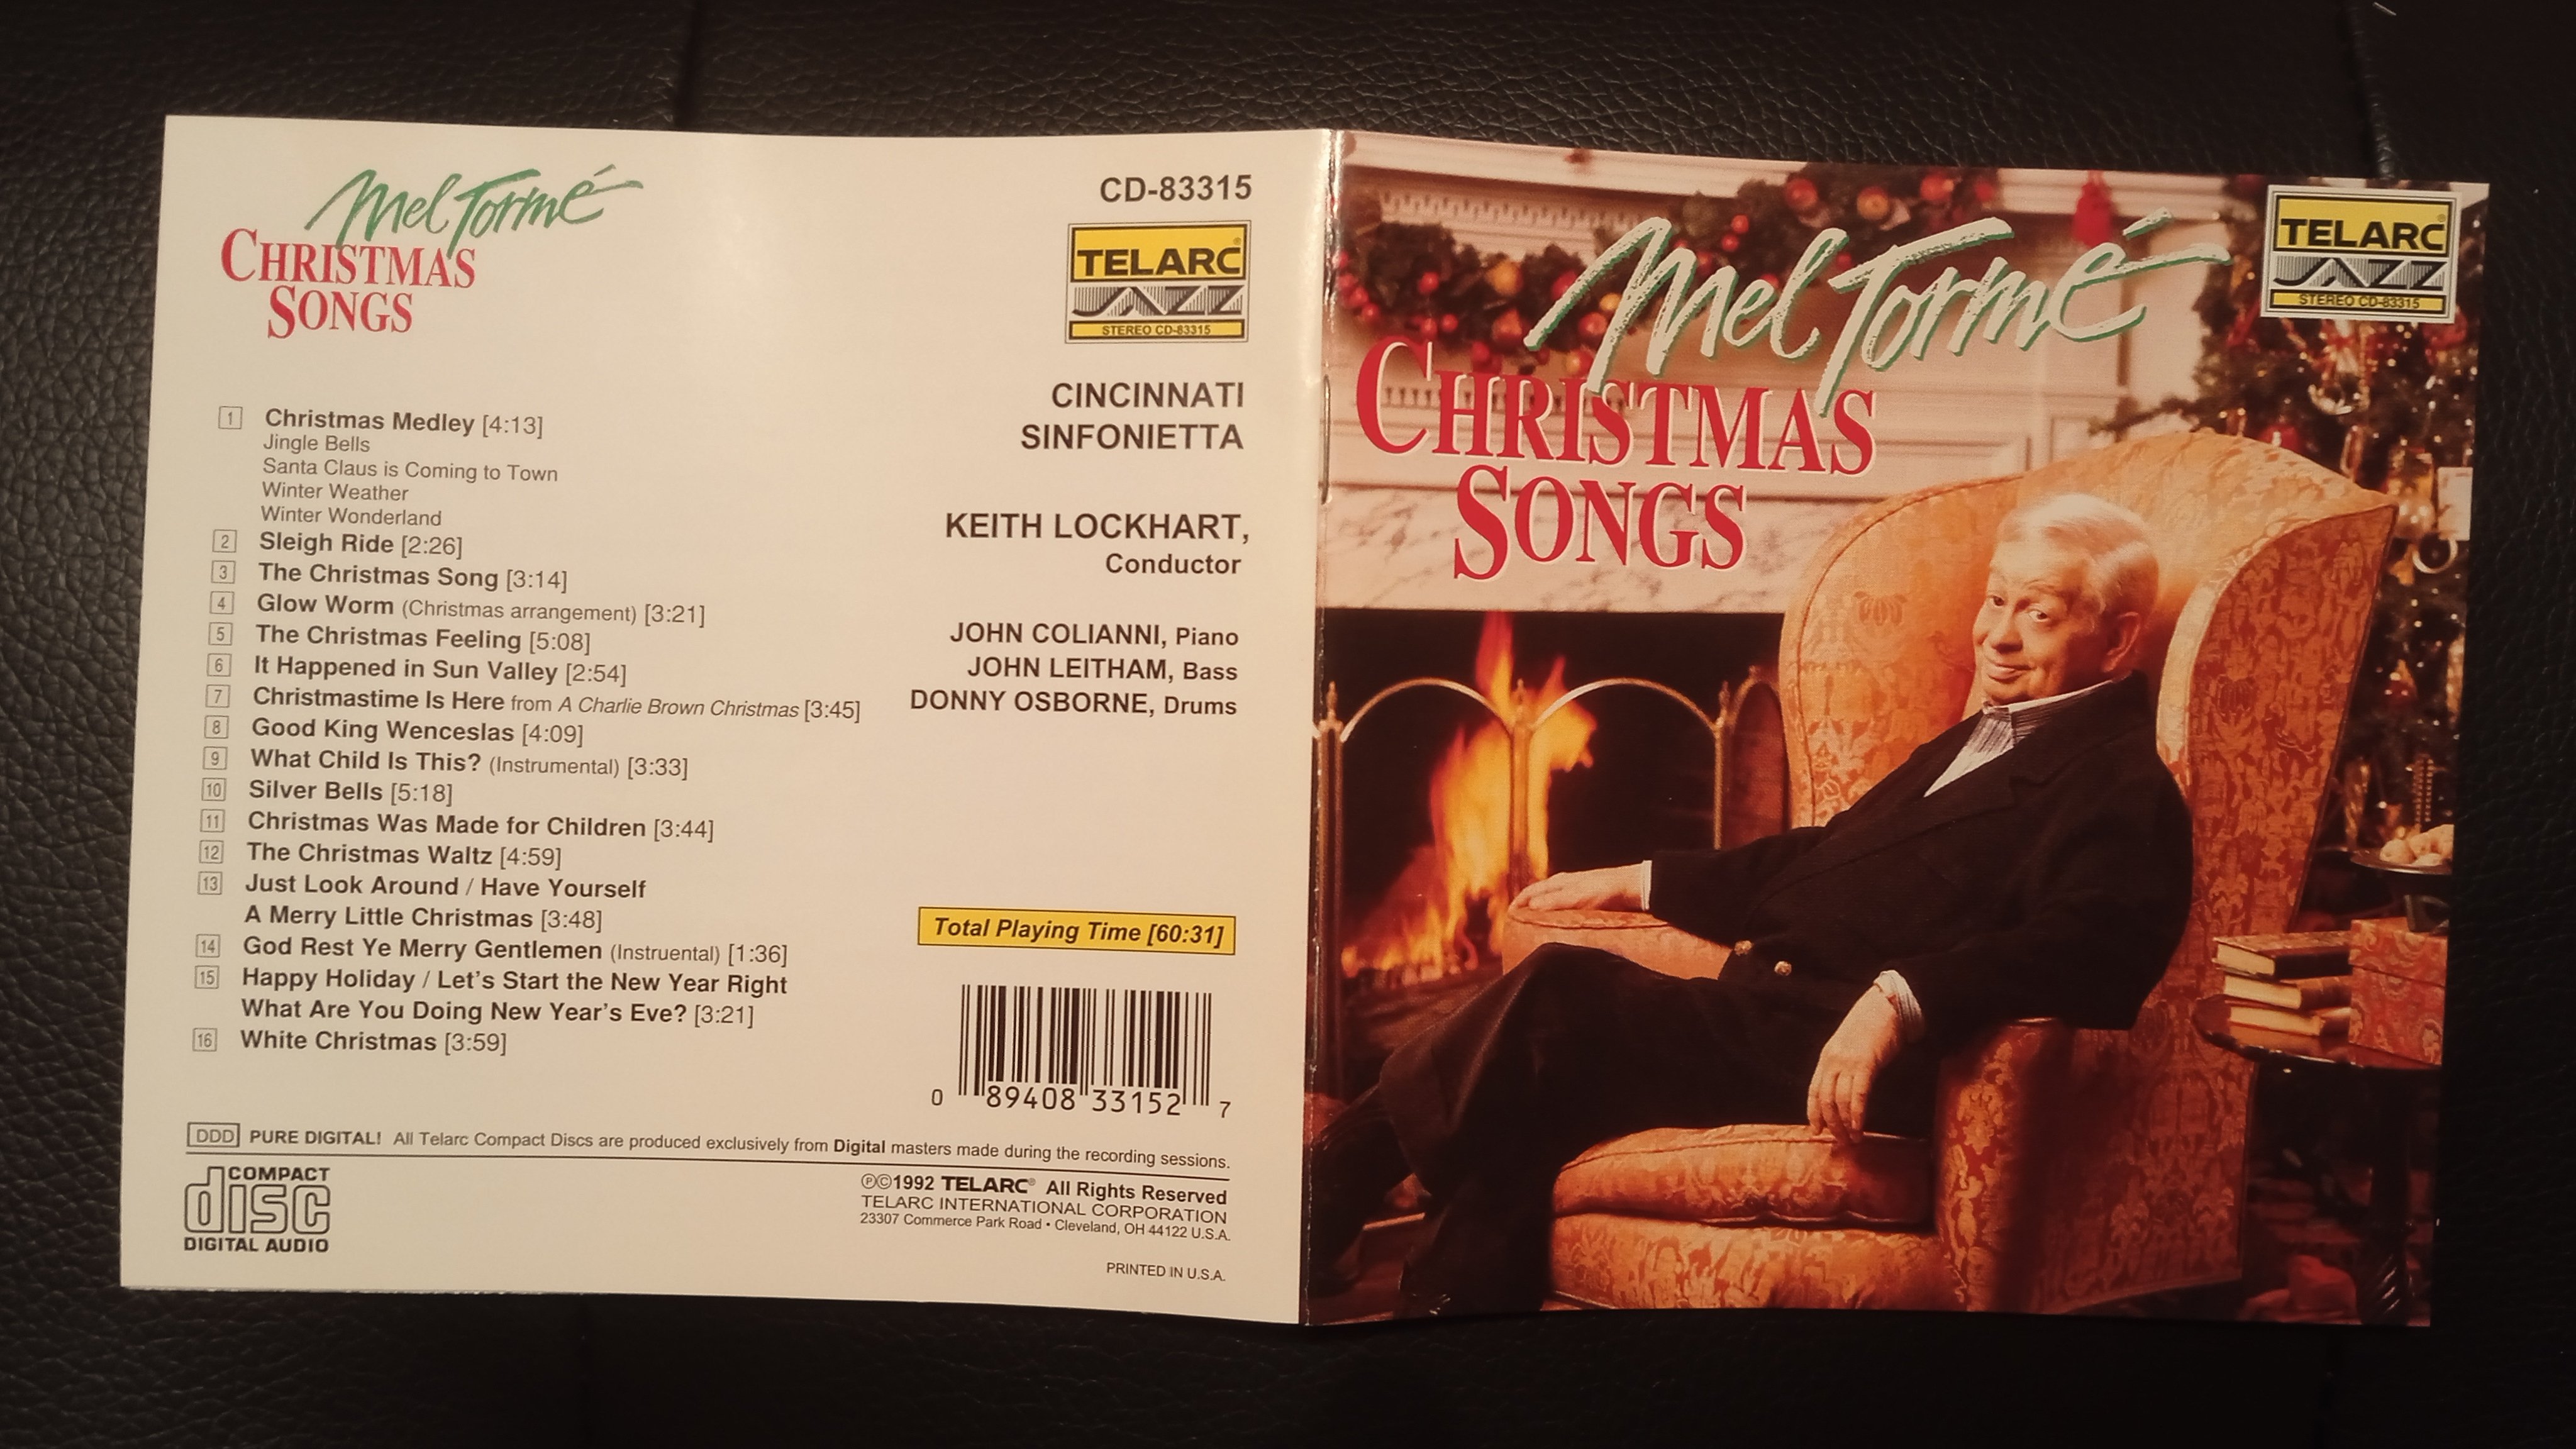 Mel Tormé
CHRISTMAS
SONGS
1 Christmas Medley [4:13]
Jingle Bells
Santa Claus is Coming to Town
Winter Weather
Winter Wonderland
2 Sleigh Ride [2:26]
3 The Christmas Song [3:14]
4 Glow Worm (Christmas arrangement) [3:21]
5 The Christmas Feeling [5:08]
6 It Happened in Sun Valley [2:54]
7 Christmastime Is Here from A Charlie Brown Christmas [3:45]
8 Good King Wenceslas [4:09]
9 What Child Is This? (Instrumental) [3:33]
10 Silver Bells [5:18]
11 Christmas Was Made for Children [3:44]
12 The Christmas Waltz [4:59]
13 Just Look Around / Have Yourself
A Merry Little Christmas [3:48]
14 God Rest Ye Merry Gentlemen (Instruental) [1:36]
15 Happy Holiday / Let's Start the New Year Right
What Are You Doing New Year's Eve? [3:21]
16 White Christmas [3:59]
CD-83315
TELARC®
JAZZ
STEREO CD-83315
CINCINNATI
SINFONIETTA
KEITH LOCKHART,
Conductor
JOHN COLIANNI, Piano
JOHN LEITHAM, Bass
DONNY OSBORNE, Drums
Total Playing Time [60:31]
0 89408 33152 7
DDD PURE DIGITAL! All Telarc Compact Discs are produced exclusively from Digital masters made during the recording sessions.
COMPACT
disc
DIGITAL AUDIO
℗©1992 TELARC® All Rights Reserved
TELARC INTERNATIONAL CORPORATION
23307 Commerce Park Road • Cleveland, OH 44122 U.S.A.
PRINTED IN U.S.A.
Mel Tormé
CHRISTMAS
SONGS
TELARC®
JAZZ
STEREO CD-83315